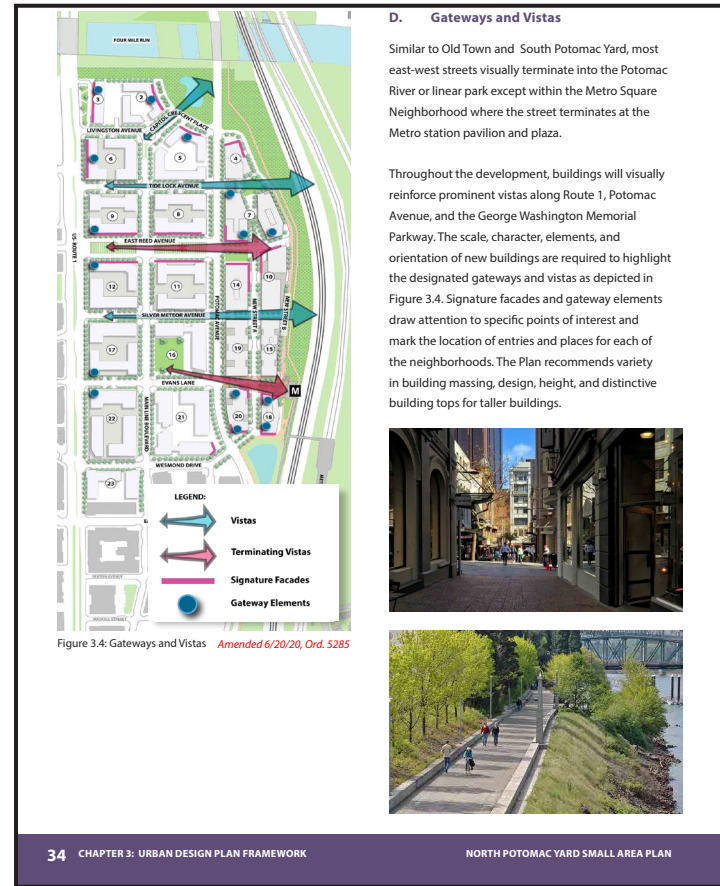 FOUR MILE RUN
3
2
LIVINGSTON AVENUE
CAPITOL CRESCENT PLACE
6
5
4
TIDE LOCK AVENUE
9
8
7
US-ROUTE 1
EAST REED AVENUE
12
11
14
10
POTOMAC AVENUE
NEW STREET A
NEW STREET B
SILVER METEOR AVENUE
17
16
19
15
EVANS LANE
M
MAIN LINE BOULEVARD
22
21
20
18
WESMOND DRIVE
23
LEGEND:
Vistas
Terminating Vistas
Signature Facades
Gateway Elements
Figure 3.4: Gateways and Vistas Amended 6/20/20, Ord. 5285
D. Gateways and Vistas
Similar to Old Town and South Potomac Yard, most
east-west streets visually terminate into the Potomac
River or linear park except within the Metro Square
Neighborhood where the street terminates at the
Metro station pavilion and plaza.
Throughout the development, buildings will visually
reinforce prominent vistas along Route 1, Potomac
Avenue, and the George Washington Memorial
Parkway. The scale, character, elements, and
orientation of new buildings are required to highlight
the designated gateways and vistas as depicted in
Figure 3.4. Signature facades and gateway elements
draw attention to specific points of interest and
mark the location of entries and places for each of
the neighborhoods. The Plan recommends variety
in building massing, design, height, and distinctive
building tops for taller buildings.
34 CHAPTER 3: URBAN DESIGN PLAN FRAMEWORK
NORTH POTOMAC YARD SMALL AREA PLAN